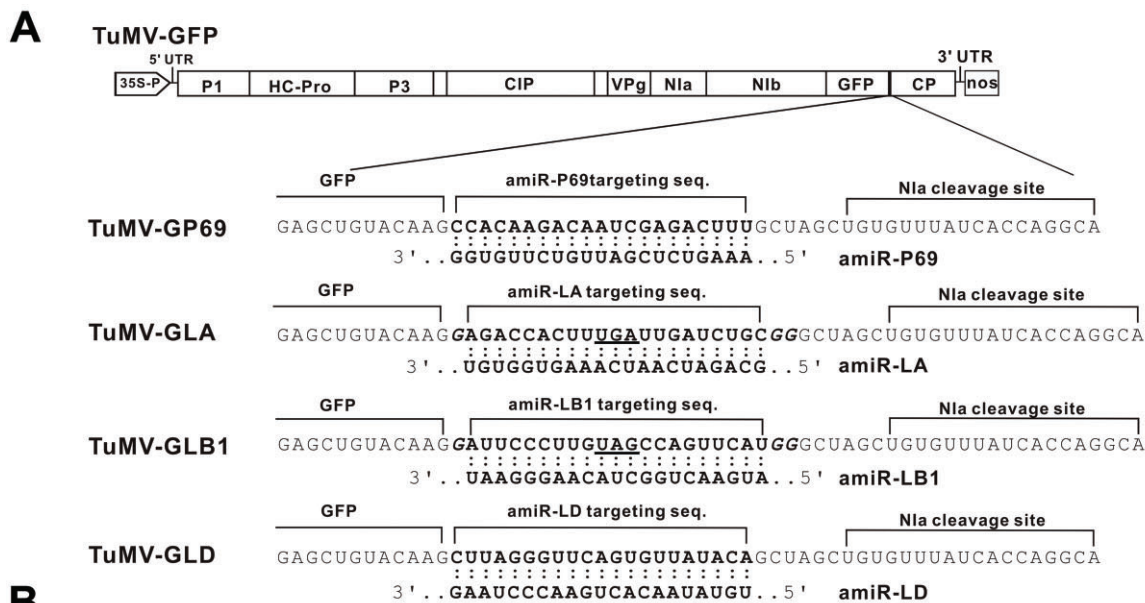 A
TuMV-GFP
5' UTR
3' UTR
35S-P P1 HC-Pro P3 CIP VPg NIa NIb GFP CP nos
GFP amiR-P69targeting seq. NIa cleavage site
TuMV-GP69 GAGCUGUACAAGCCACAAGACAAUCGAGACUUUGCUAGCUGUGUUUAUCACCAGGCA
3'..GGUGUUCUGUUAGCUCUGAAA..5' amiR-P69
GFP amiR-LA targeting seq. NIa cleavage site
TuMV-GLA GAGCUGUACAAGGAGACCACUUUGAUUGAUCUGCGGGCUAGCUGUGUUUAUCACCAGGCA
3'..UGUGGUGAAACUAACUAGACG..5' amiR-LA
GFP amiR-LB1 targeting seq. NIa cleavage site
TuMV-GLB1 GAGCUGUACAAGGAUUCCCUUGUAGCCAGUUCAUGGGCUAGCUGUGUUUAUCACCAGGCA
3'..UAAGGGAACAUCGGUCAAGUA..5' amiR-LB1
GFP amiR-LD targeting seq. NIa cleavage site
TuMV-GLD GAGCUGUACAAGCUUAGGGUUCAGUGUUAUACAGCUAGCUGUGUUUAUCACCAGGCA
3'..GAAUCCCAAGUCACAAUAUGU..5' amiR-LD
B